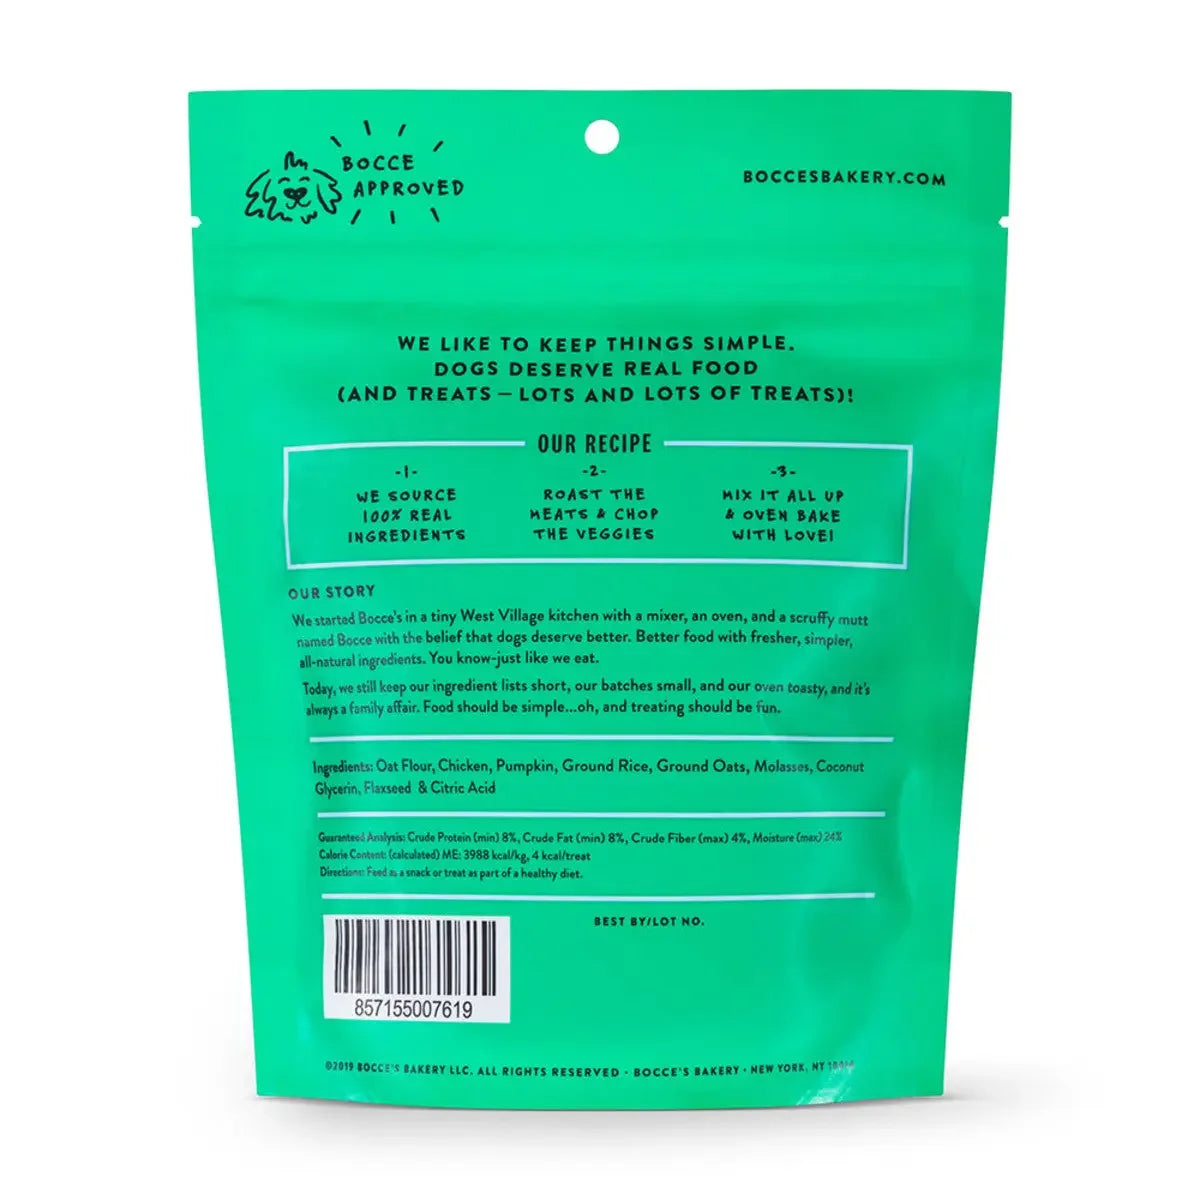 BOCCE
APPROVED
BOCCESBAKERY.COM
WE LIKE TO KEEP THINGS SIMPLE.
DOGS DESERVE REAL FOOD
(AND TREATS — LOTS AND LOTS OF TREATS)!
OUR RECIPE
-1-
WE SOURCE
100% REAL
INGREDIENTS
-2-
ROAST THE
MEATS & CHOP
THE VEGGIES
-3-
MIX IT ALL UP
& OVEN BAKE
WITH LOVE!
OUR STORY
We started Bocce's in a tiny West Village kitchen with a mixer, an oven, and a scruffy mutt
named Bocce with the belief that dogs deserve better. Better food with fresher, simpler,
all-natural ingredients. You know-just like we eat.
Today, we still keep our ingredient lists short, our batches small, and our oven toasty, and it's
always a family affair. Food should be simple...oh, and treating should be fun.
Ingredients: Oat Flour, Chicken, Pumpkin, Ground Rice, Ground Oats, Molasses, Coconut
Glycerin, Flaxseed & Citric Acid
Guaranteed Analysis: Crude Protein (min) 8%, Crude Fat (min) 8%, Crude Fiber (max) 4%, Moisture (max) 24%
Calorie Content: (calculated) ME: 3988 kcal/kg, 4 kcal/treat
Directions: Feed as a snack or treat as part of a healthy diet.
BEST BY/LOT NO.
857155007619
©2019 BOCCE'S BAKERY LLC. ALL RIGHTS RESERVED · BOCCE'S BAKERY · NEW YORK, NY